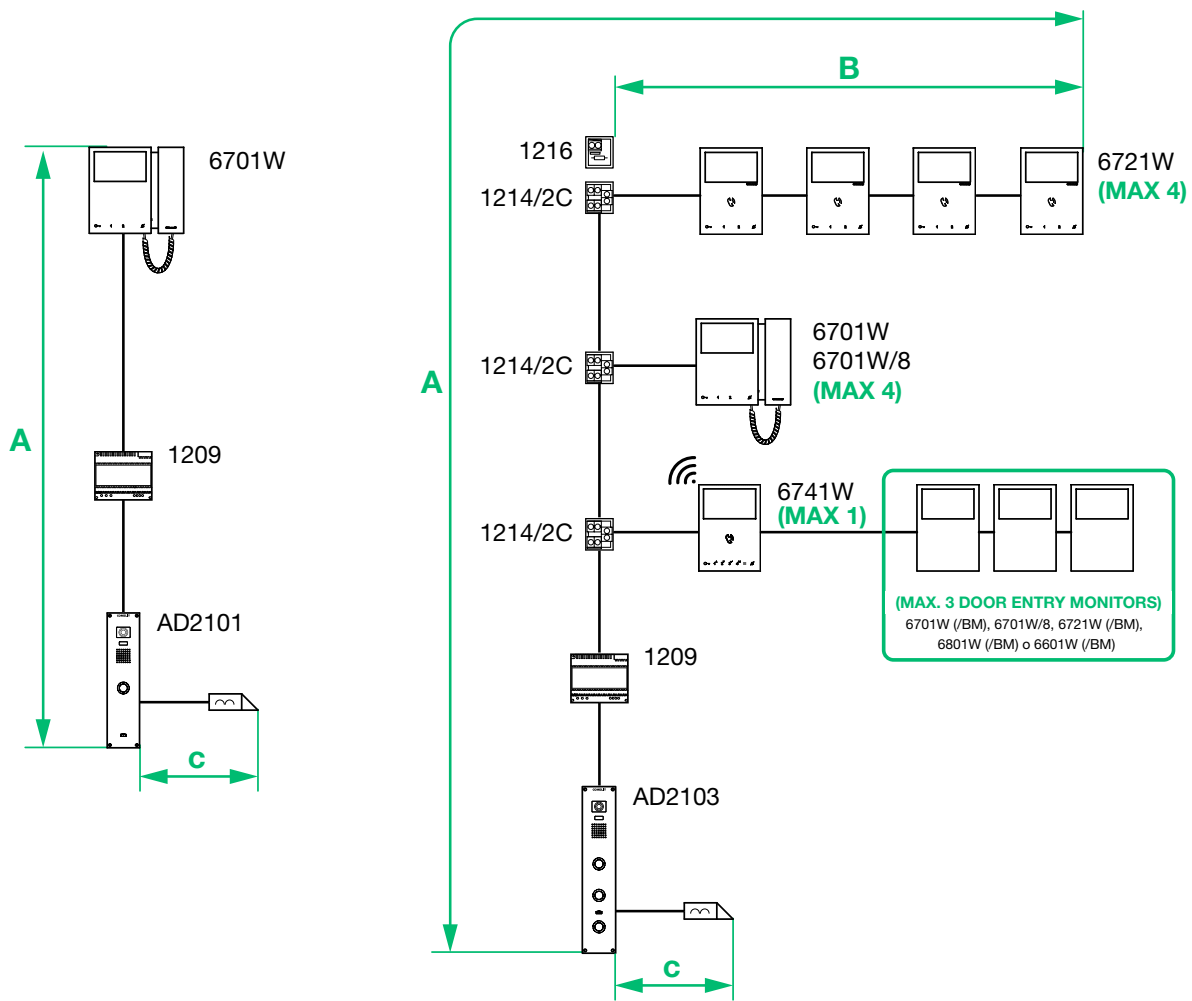 6701W
A
1209
AD2101
c
A
B
1216
1214/2C
6721W
(MAX 4)
1214/2C
6701W
6701W/8
(MAX 4)
1214/2C
6741W
(MAX 1)
(MAX. 3 DOOR ENTRY MONITORS)
6701W (/BM), 6701W/8, 6721W (/BM),
6801W (/BM) o 6601W (/BM)
1209
AD2103
c